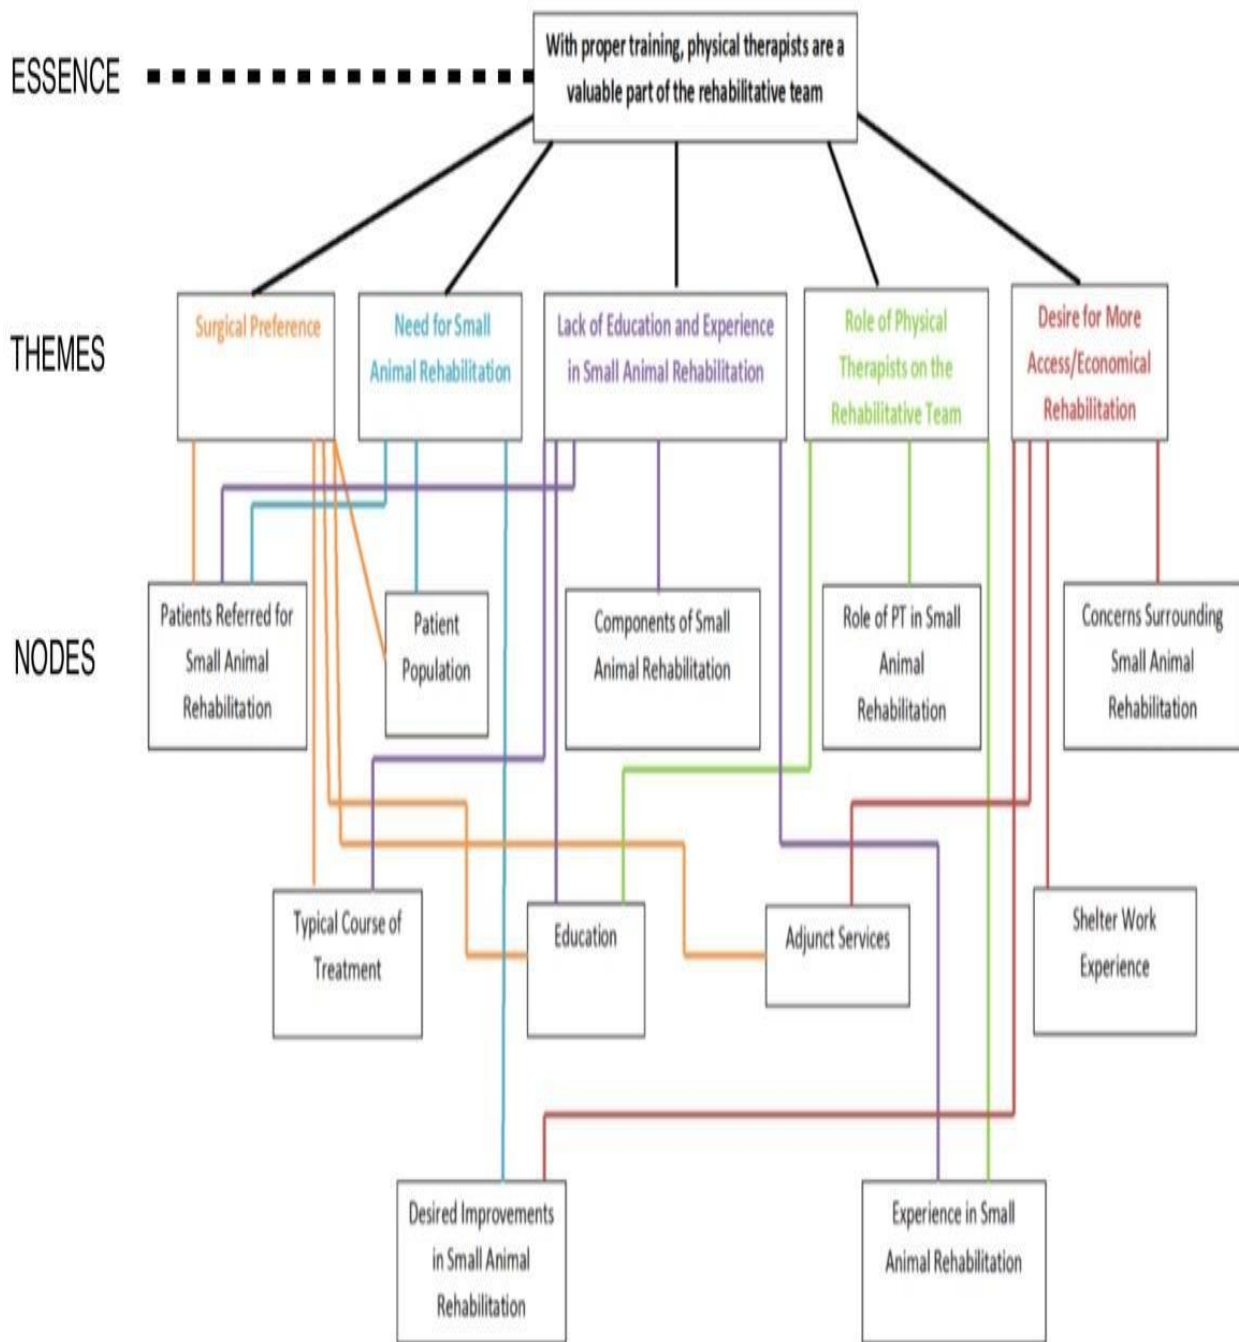 With proper training, physical therapists are a
valuable part of the rehabilitative team
ESSENCE
THEMES
Surgical Preference
Need for Small
Animal Rehabilitation
Lack of Education and Experience
in Small Animal Rehabilitation
Role of Physical
Therapists on the
Rehabilitative Team
Desire for More
Access/Economical
Rehabilitation
NODES
Patients Referred for
Small Animal
Rehabilitation
Patient
Population
Components of Small
Animal Rehabilitation
Role of PT in Small
Animal
Rehabilitation
Concerns Surrounding
Small Animal
Rehabilitation
Typical Course of
Treatment
Education
Adjunct Services
Shelter Work
Experience
Desired Improvements
in Small Animal
Rehabilitation
Experience in Small
Animal Rehabilitation